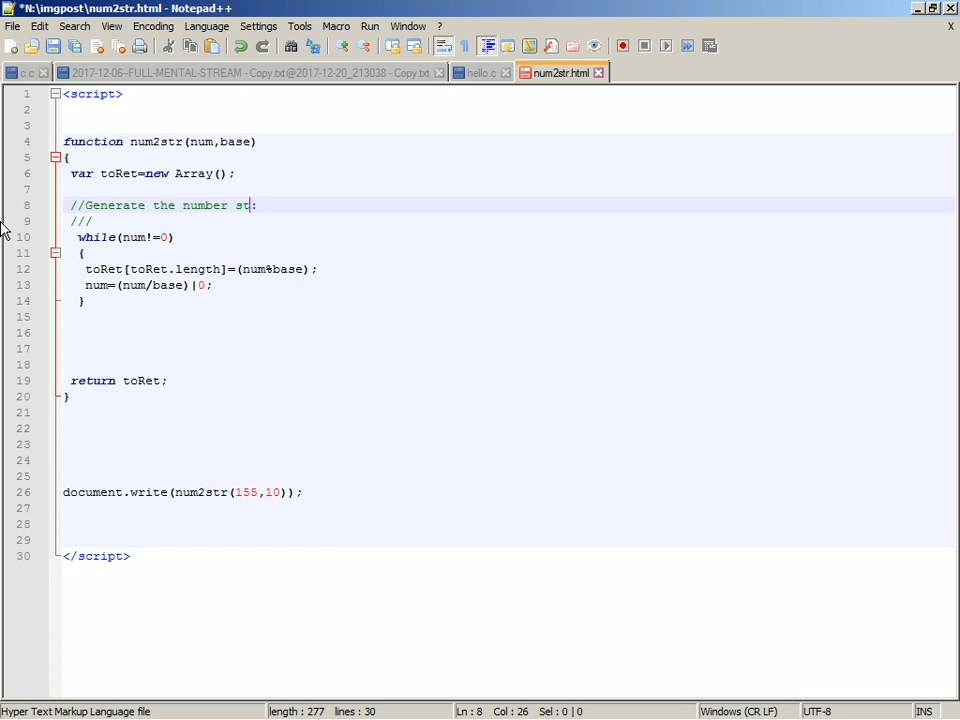 *N:\imgpost\num2str.html - Notepad++
File Edit Search View Encoding Language Settings Tools Macro Run Window ? X
c.c 2017-12-06--FULL-MENTAL-STREAM - Copy.txt@2017-12-20_213038 - Copy.txt hello.c num2str.html
1 <script>
2
3
4 function num2str(num,base)
5 {
6 var toRet=new Array();
7
8 //Generate the number st:
9 ///
10 while(num!=0)
11 {
12 toRet[toRet.length]=(num%base);
13 num=(num/base)|0;
14 }
15
16
17
18
19 return toRet;
20 }
21
22
23
24
25
26 document.write(num2str(155,10));
27
28
29
30 </script>
Hyper Text Markup Language file length : 277 lines : 30 Ln : 8 Col : 26 Sel : 0 | 0 Windows (CR LF) UTF-8 INS